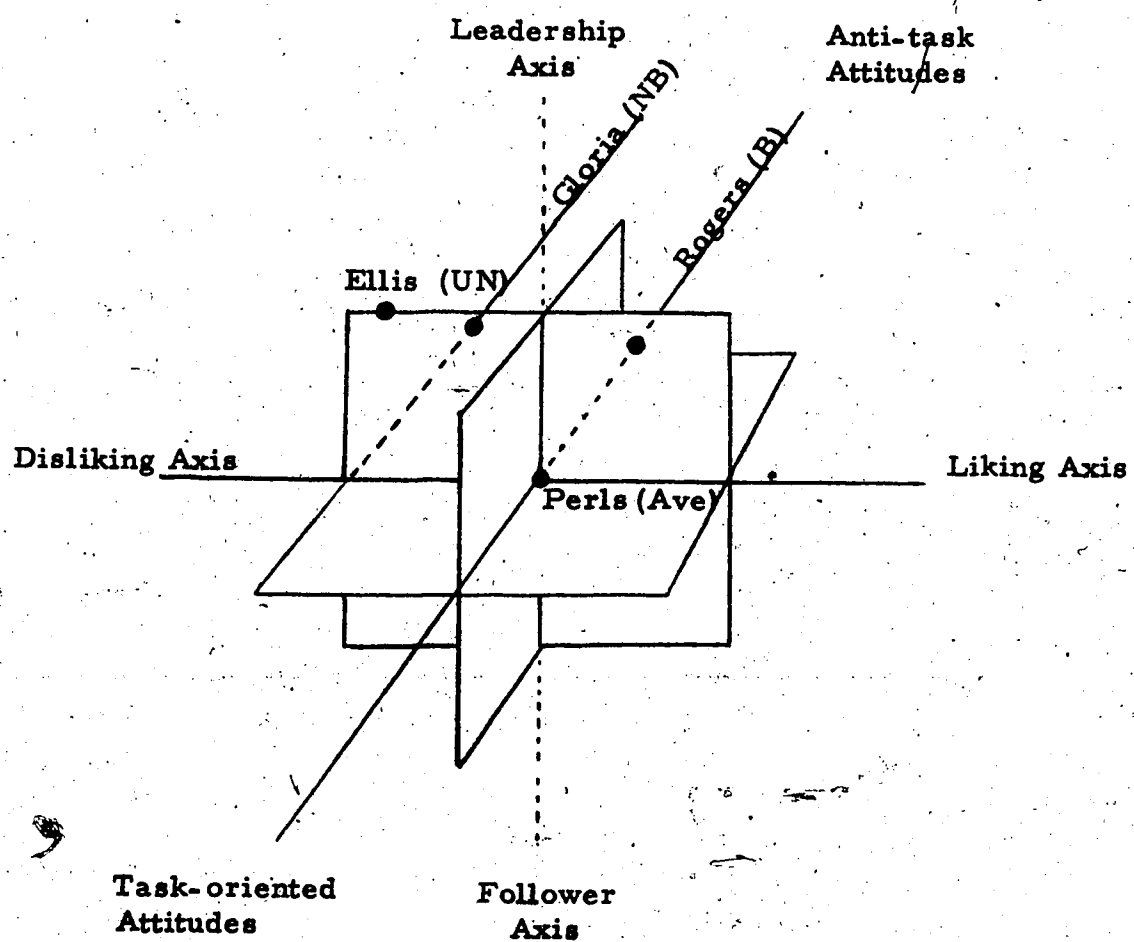 Leadership
Axis
Anti-task
Attitudes
Gloria (NB)
Rogers (B)
Ellis (UN)
Disliking Axis
Liking Axis
Perls (Ave)
Task-oriented
Attitudes
Follower
Axis